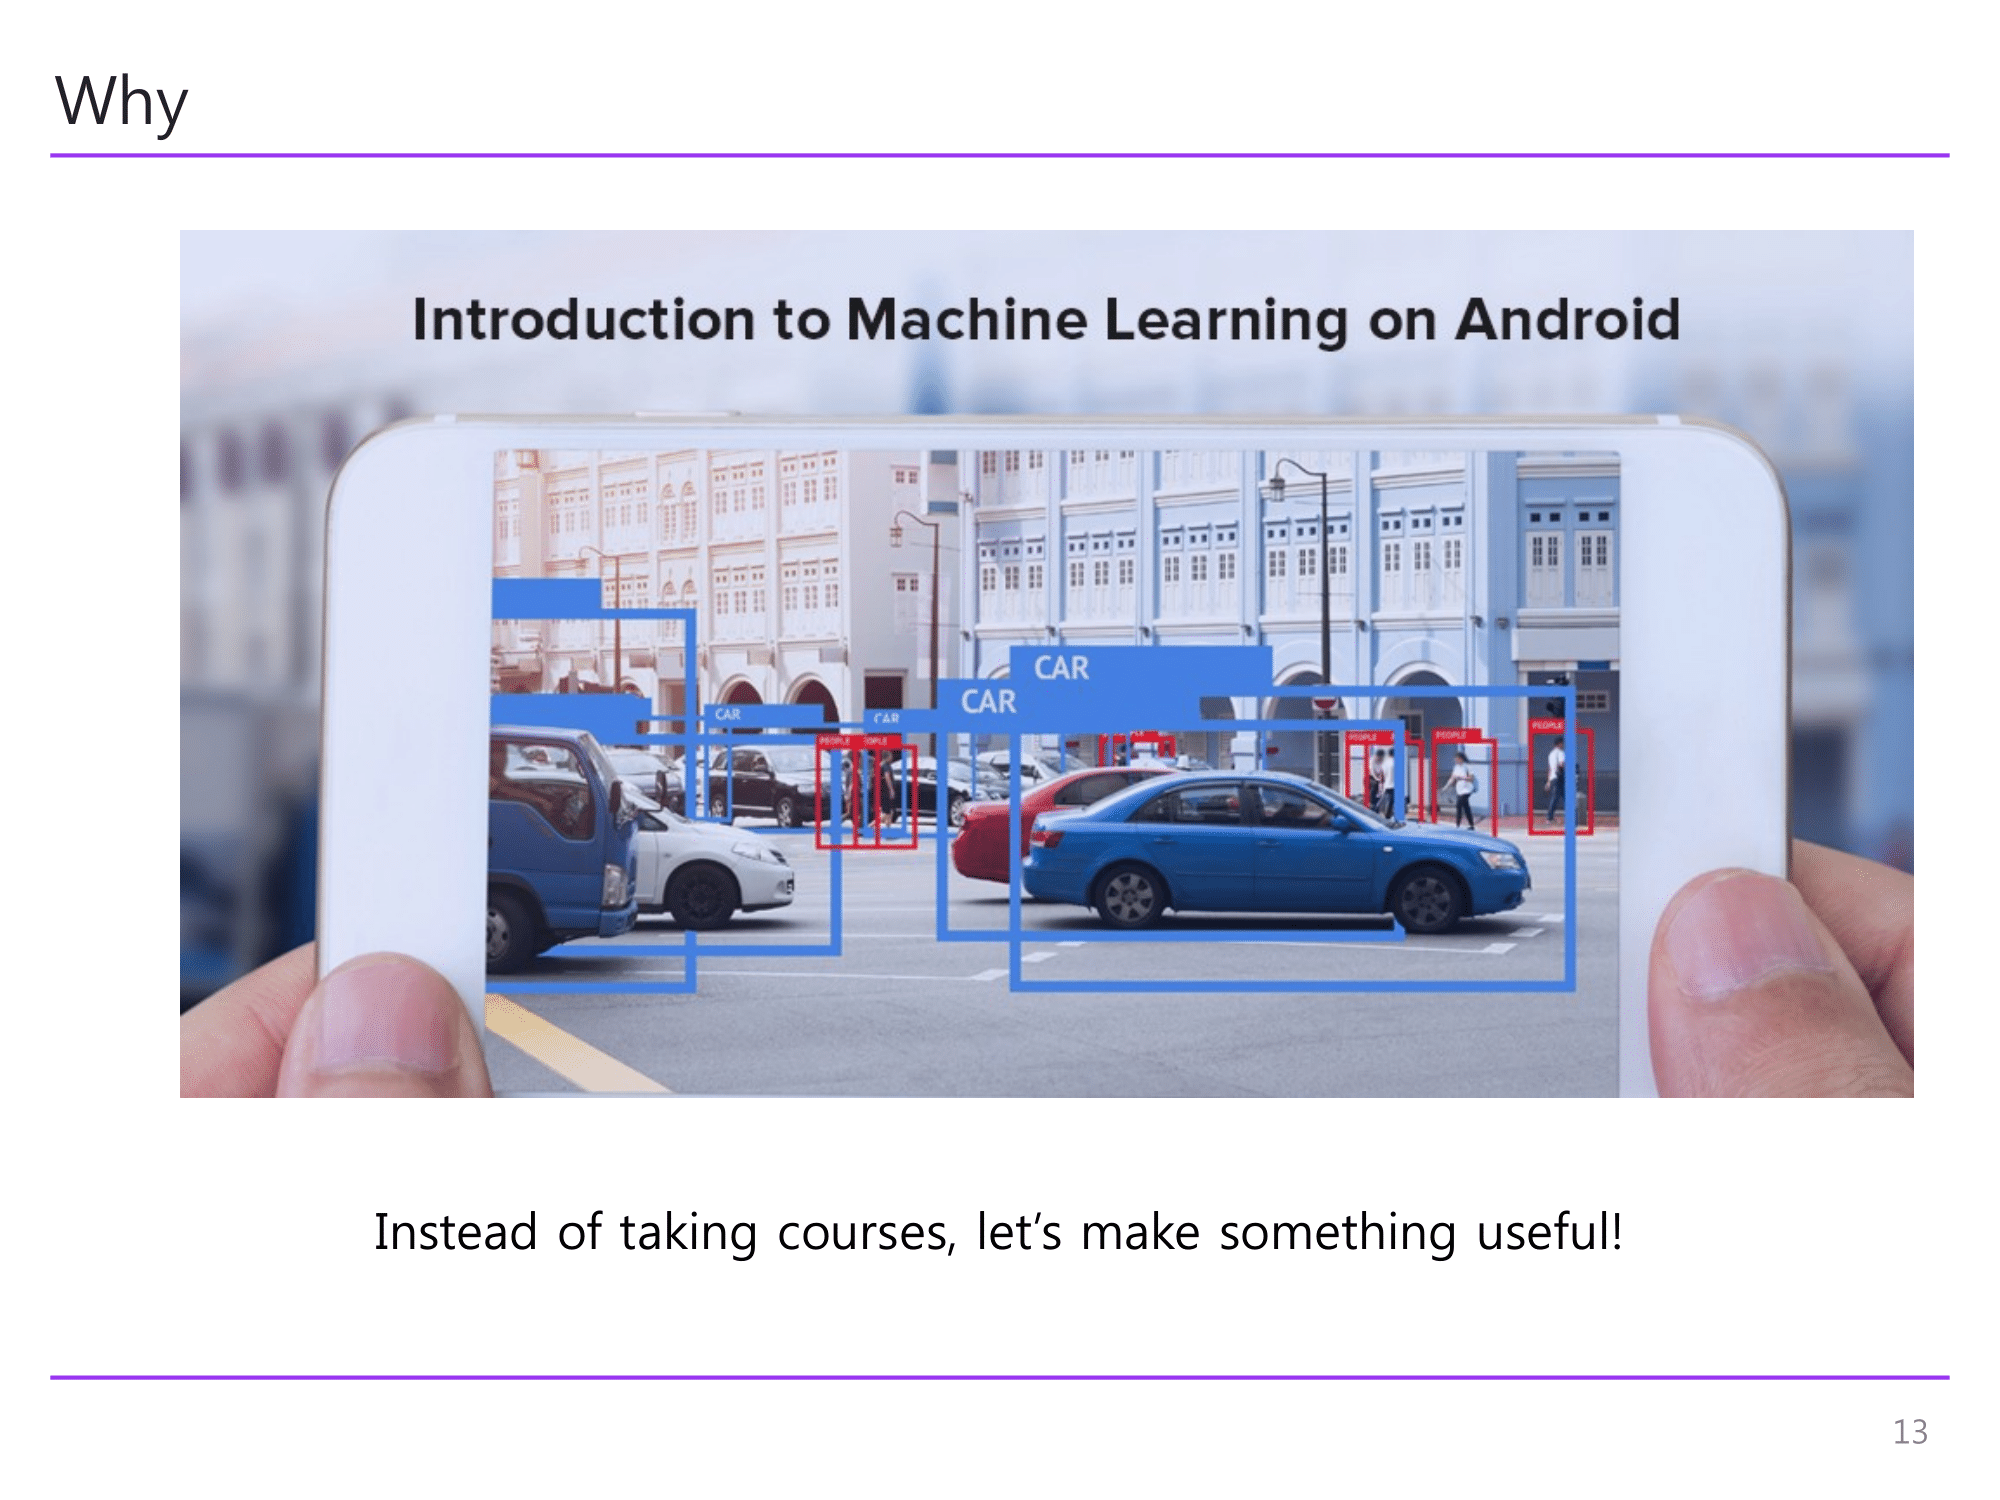 Why
Introduction to Machine Learning on Android
CAR
CAR
CAR
CAR
PEOPLE
PEOPLE
PEOPLE
PEOPLE
Instead of taking courses, let’s make something useful!
13